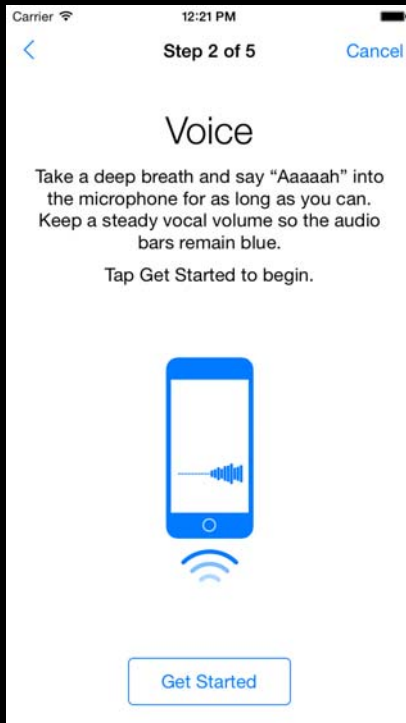 Carrier 12:21 PM
Step 2 of 5 Cancel
Voice
Take a deep breath and say “Aaaaah” into
the microphone for as long as you can.
Keep a steady vocal volume so the audio
bars remain blue.
Tap Get Started to begin.
Get Started